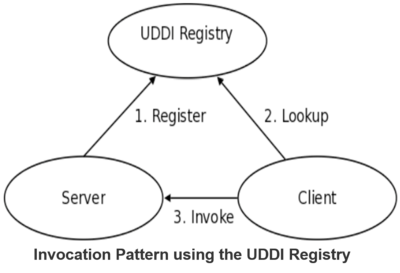 UDDI Registry
1. Register
2. Lookup
Server
Client
3. Invoke
Invocation Pattern using the UDDI Registry